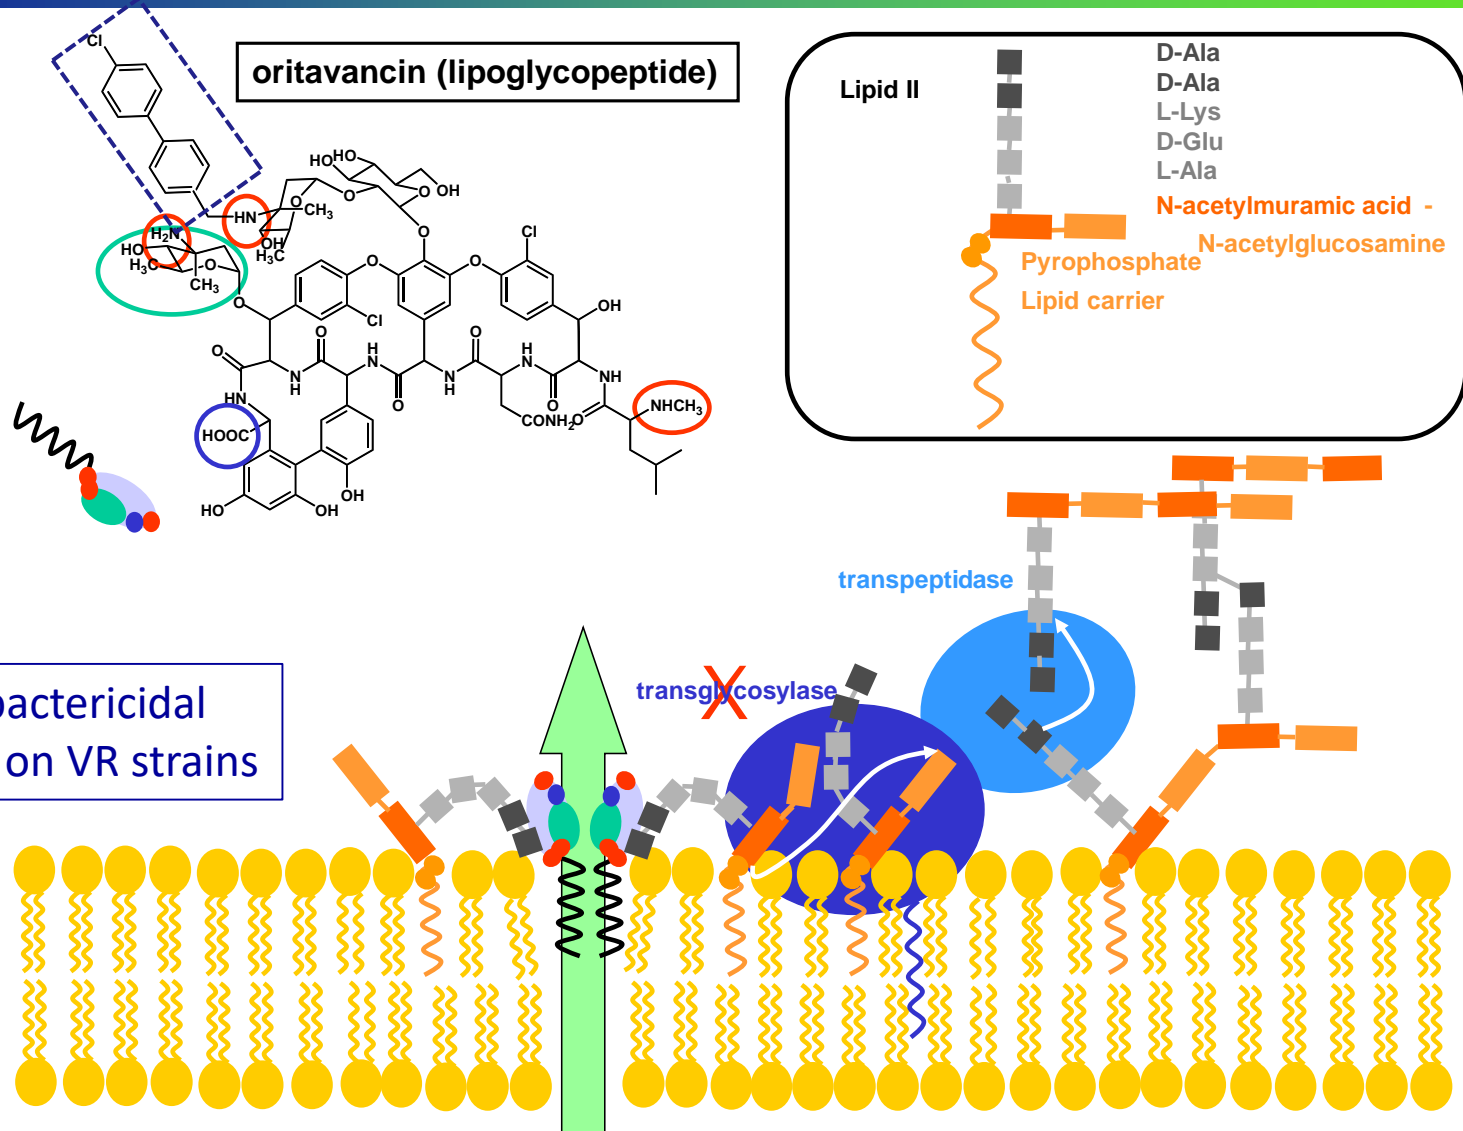 oritavancin (lipoglycopeptide)
Lipid II
D-Ala
D-Ala
L-Lys
D-Glu
L-Ala
N-acetylmuramic acid -
N-acetylglucosamine
Pyrophosphate
Lipid carrier
Cl
HO
HO
OH
O
O
O
HN
CH3
OH
H3C
H2N
HO
H3C
O
CH3
O
O
Cl
O
O
Cl
OH
O
O
H
N
O
H
N
O
N
H
O
N
H
O
NH
HN
O
NHCH3
CONH2
HOOC
HO
OH
OH
transpeptidase
transglycosylase
X
bactericidal
on VR strains